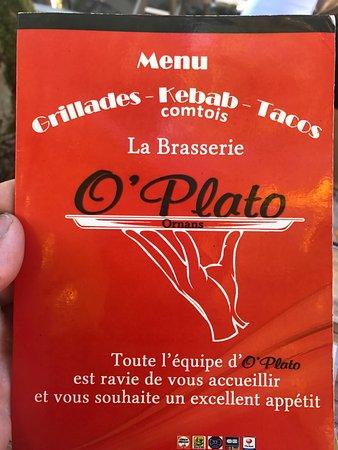 Menu
Grillades - Kebab - Tacos
comtois
La Brasserie
O'Plato
Ornans
Toute l'équipe d'O'Plato
est ravie de vous accueillir
et vous souhaite un excellent appétit